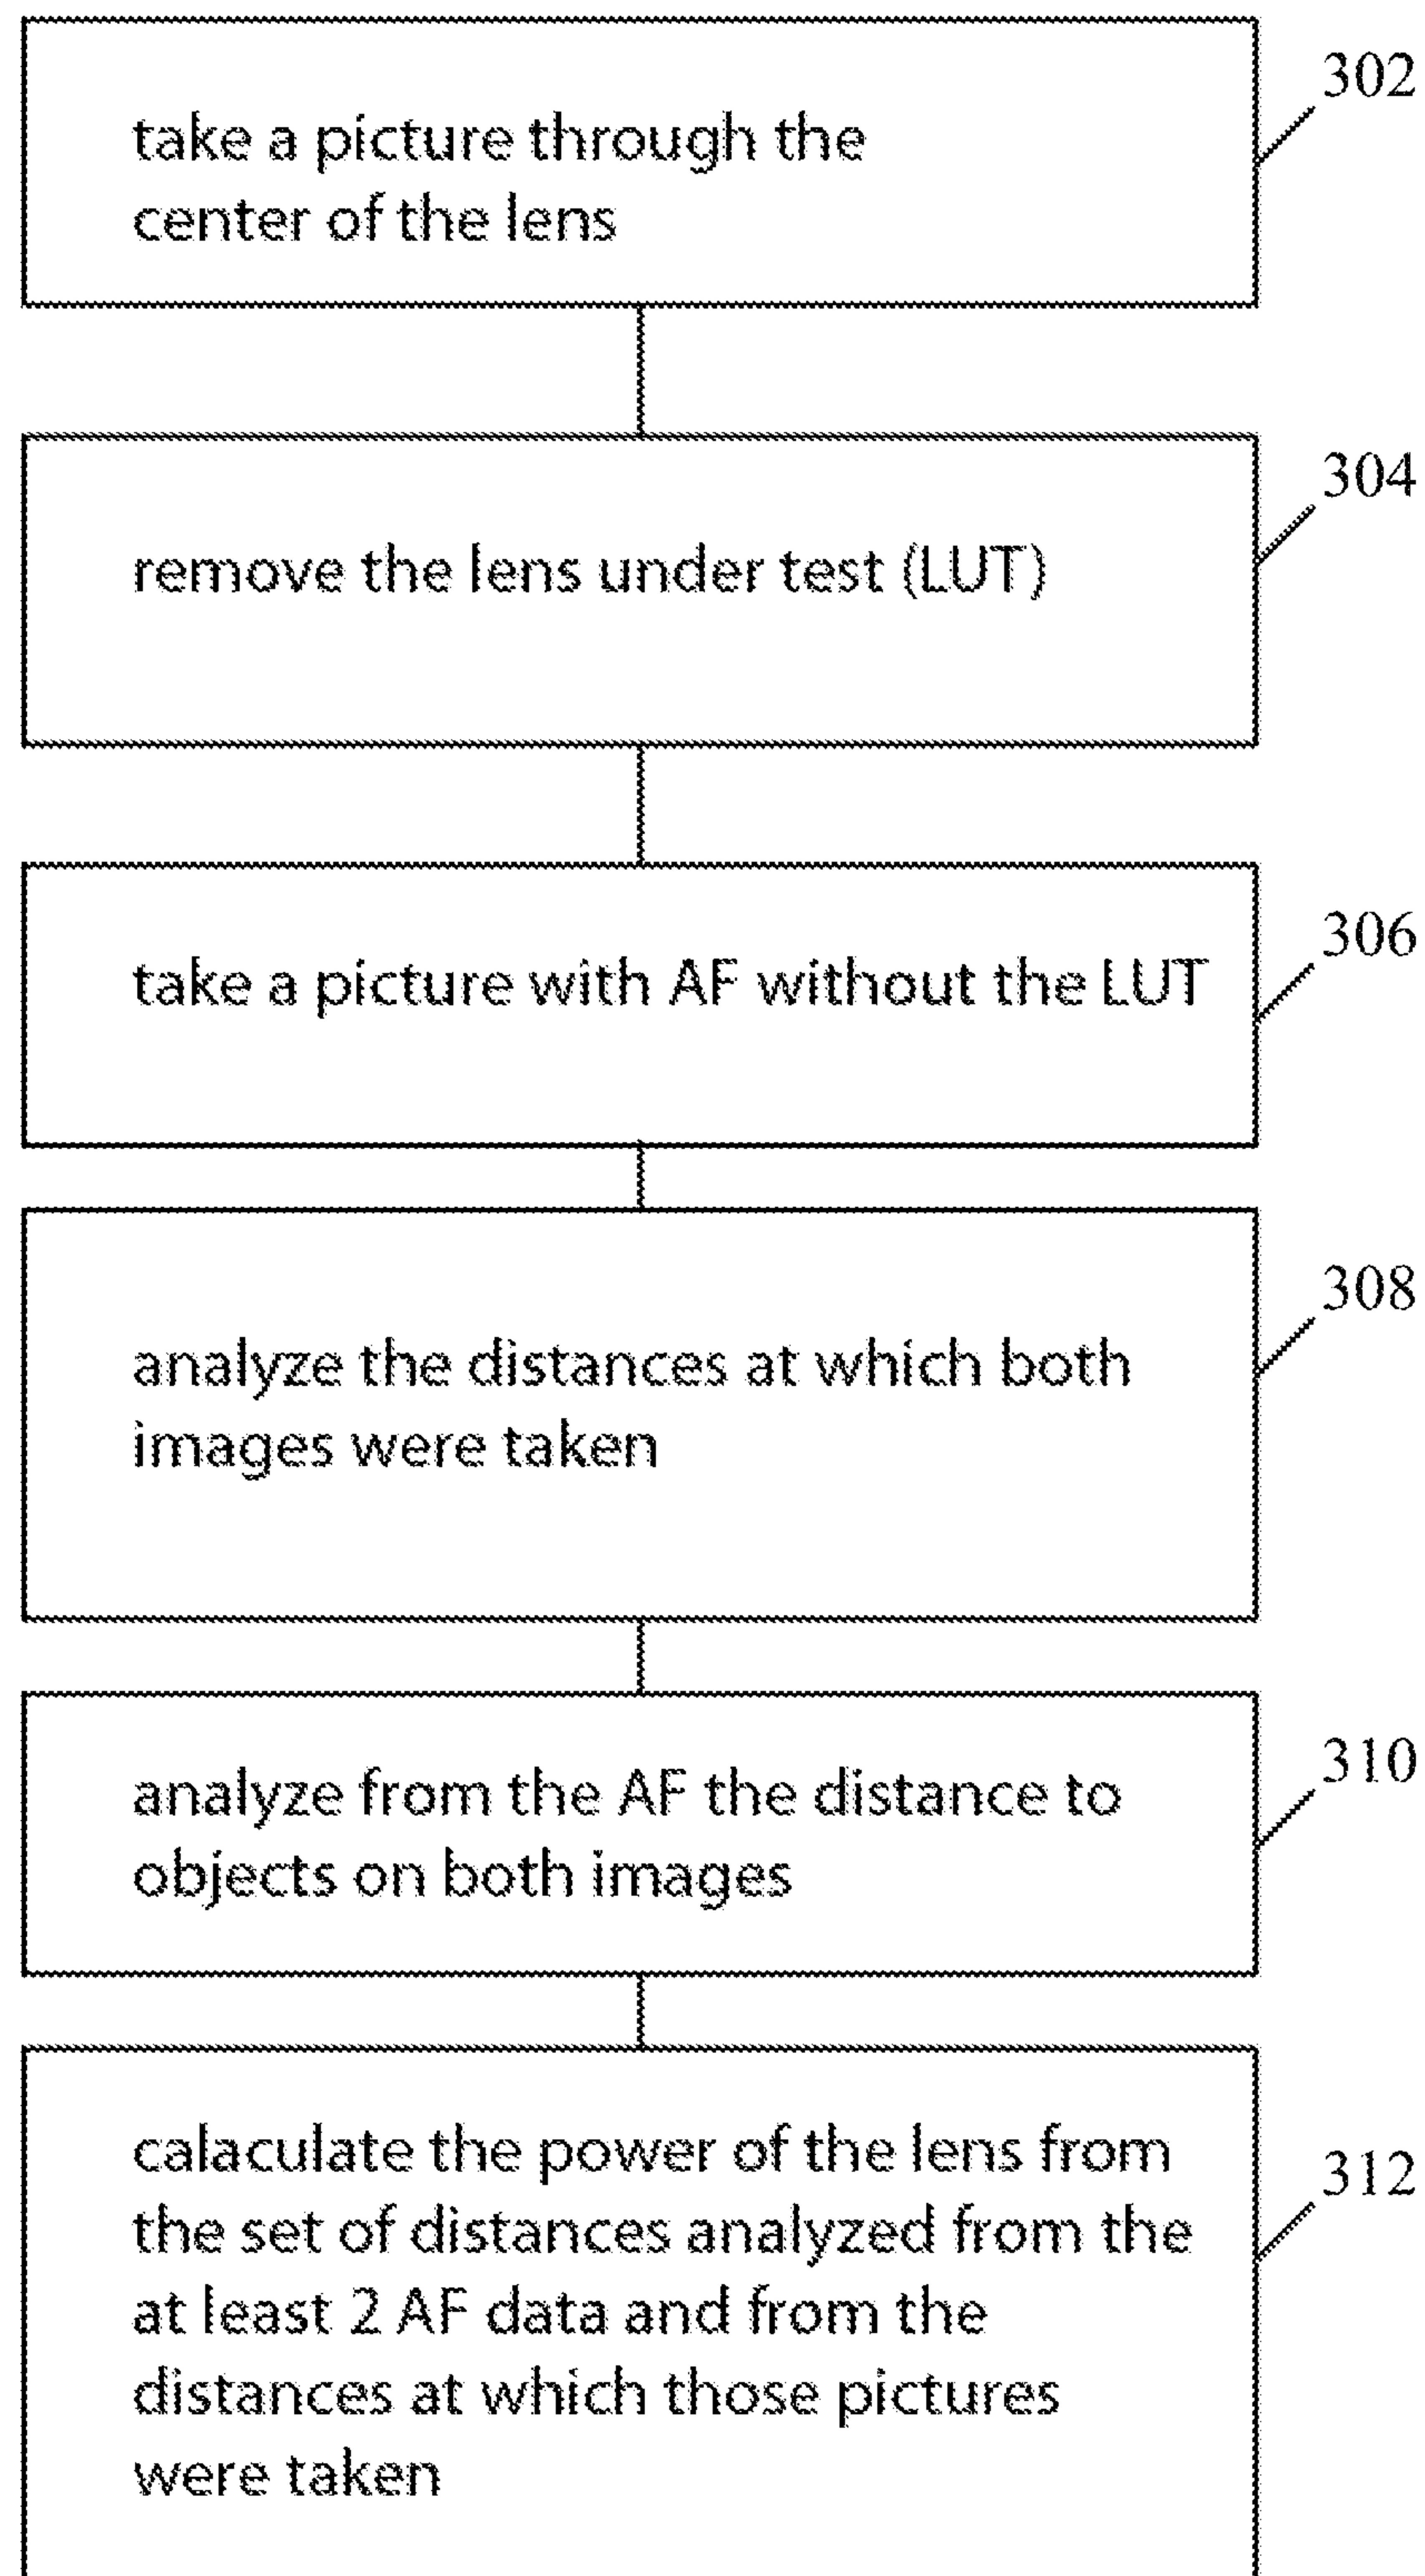 302
take a picture through the
center of the lens
304
remove the lens under test (LUT)
306
take a picture with AF without the LUT
308
analyze the distances at which both
images were taken
310
analyze from the AF the distance to
objects on both images
312
calaculate the power of the lens from
the set of distances analyzed from the
at least 2 AF data and from the
distances at which those pictures
were taken